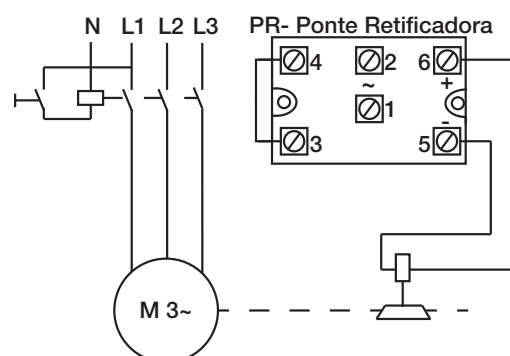 N L1 L2 L3
PR- Ponte Retificadora
4 2 6
~ +
1
3 - 5
M 3~